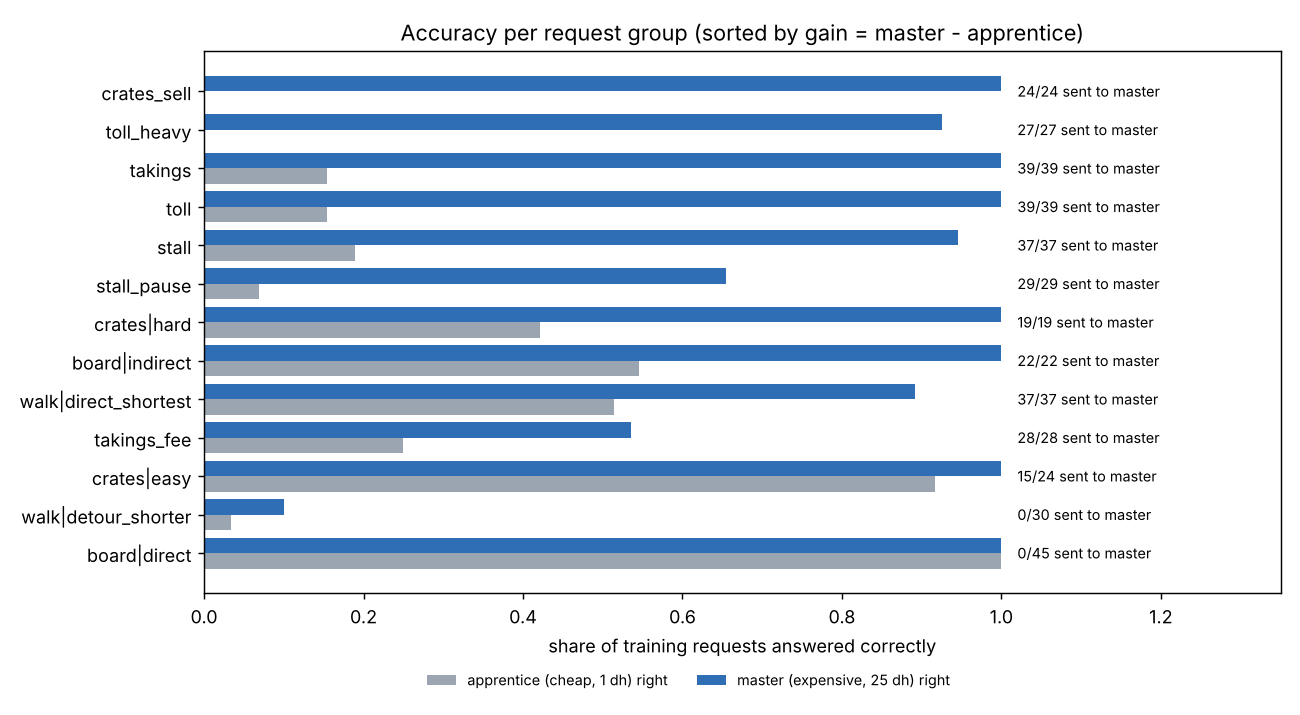 Accuracy per request group (sorted by gain = master - apprentice)
crates_sell 24/24 sent to master
toll_heavy 27/27 sent to master
takings 39/39 sent to master
toll 39/39 sent to master
stall 37/37 sent to master
stall_pause 29/29 sent to master
crates|hard 19/19 sent to master
board|indirect 22/22 sent to master
walk|direct_shortest 37/37 sent to master
takings_fee 28/28 sent to master
crates|easy 15/24 sent to master
walk|detour_shorter 0/30 sent to master
board|direct 0/45 sent to master
0.0 0.2 0.4 0.6 0.8 1.0 1.2
share of training requests answered correctly
apprentice (cheap, 1 dh) right master (expensive, 25 dh) right